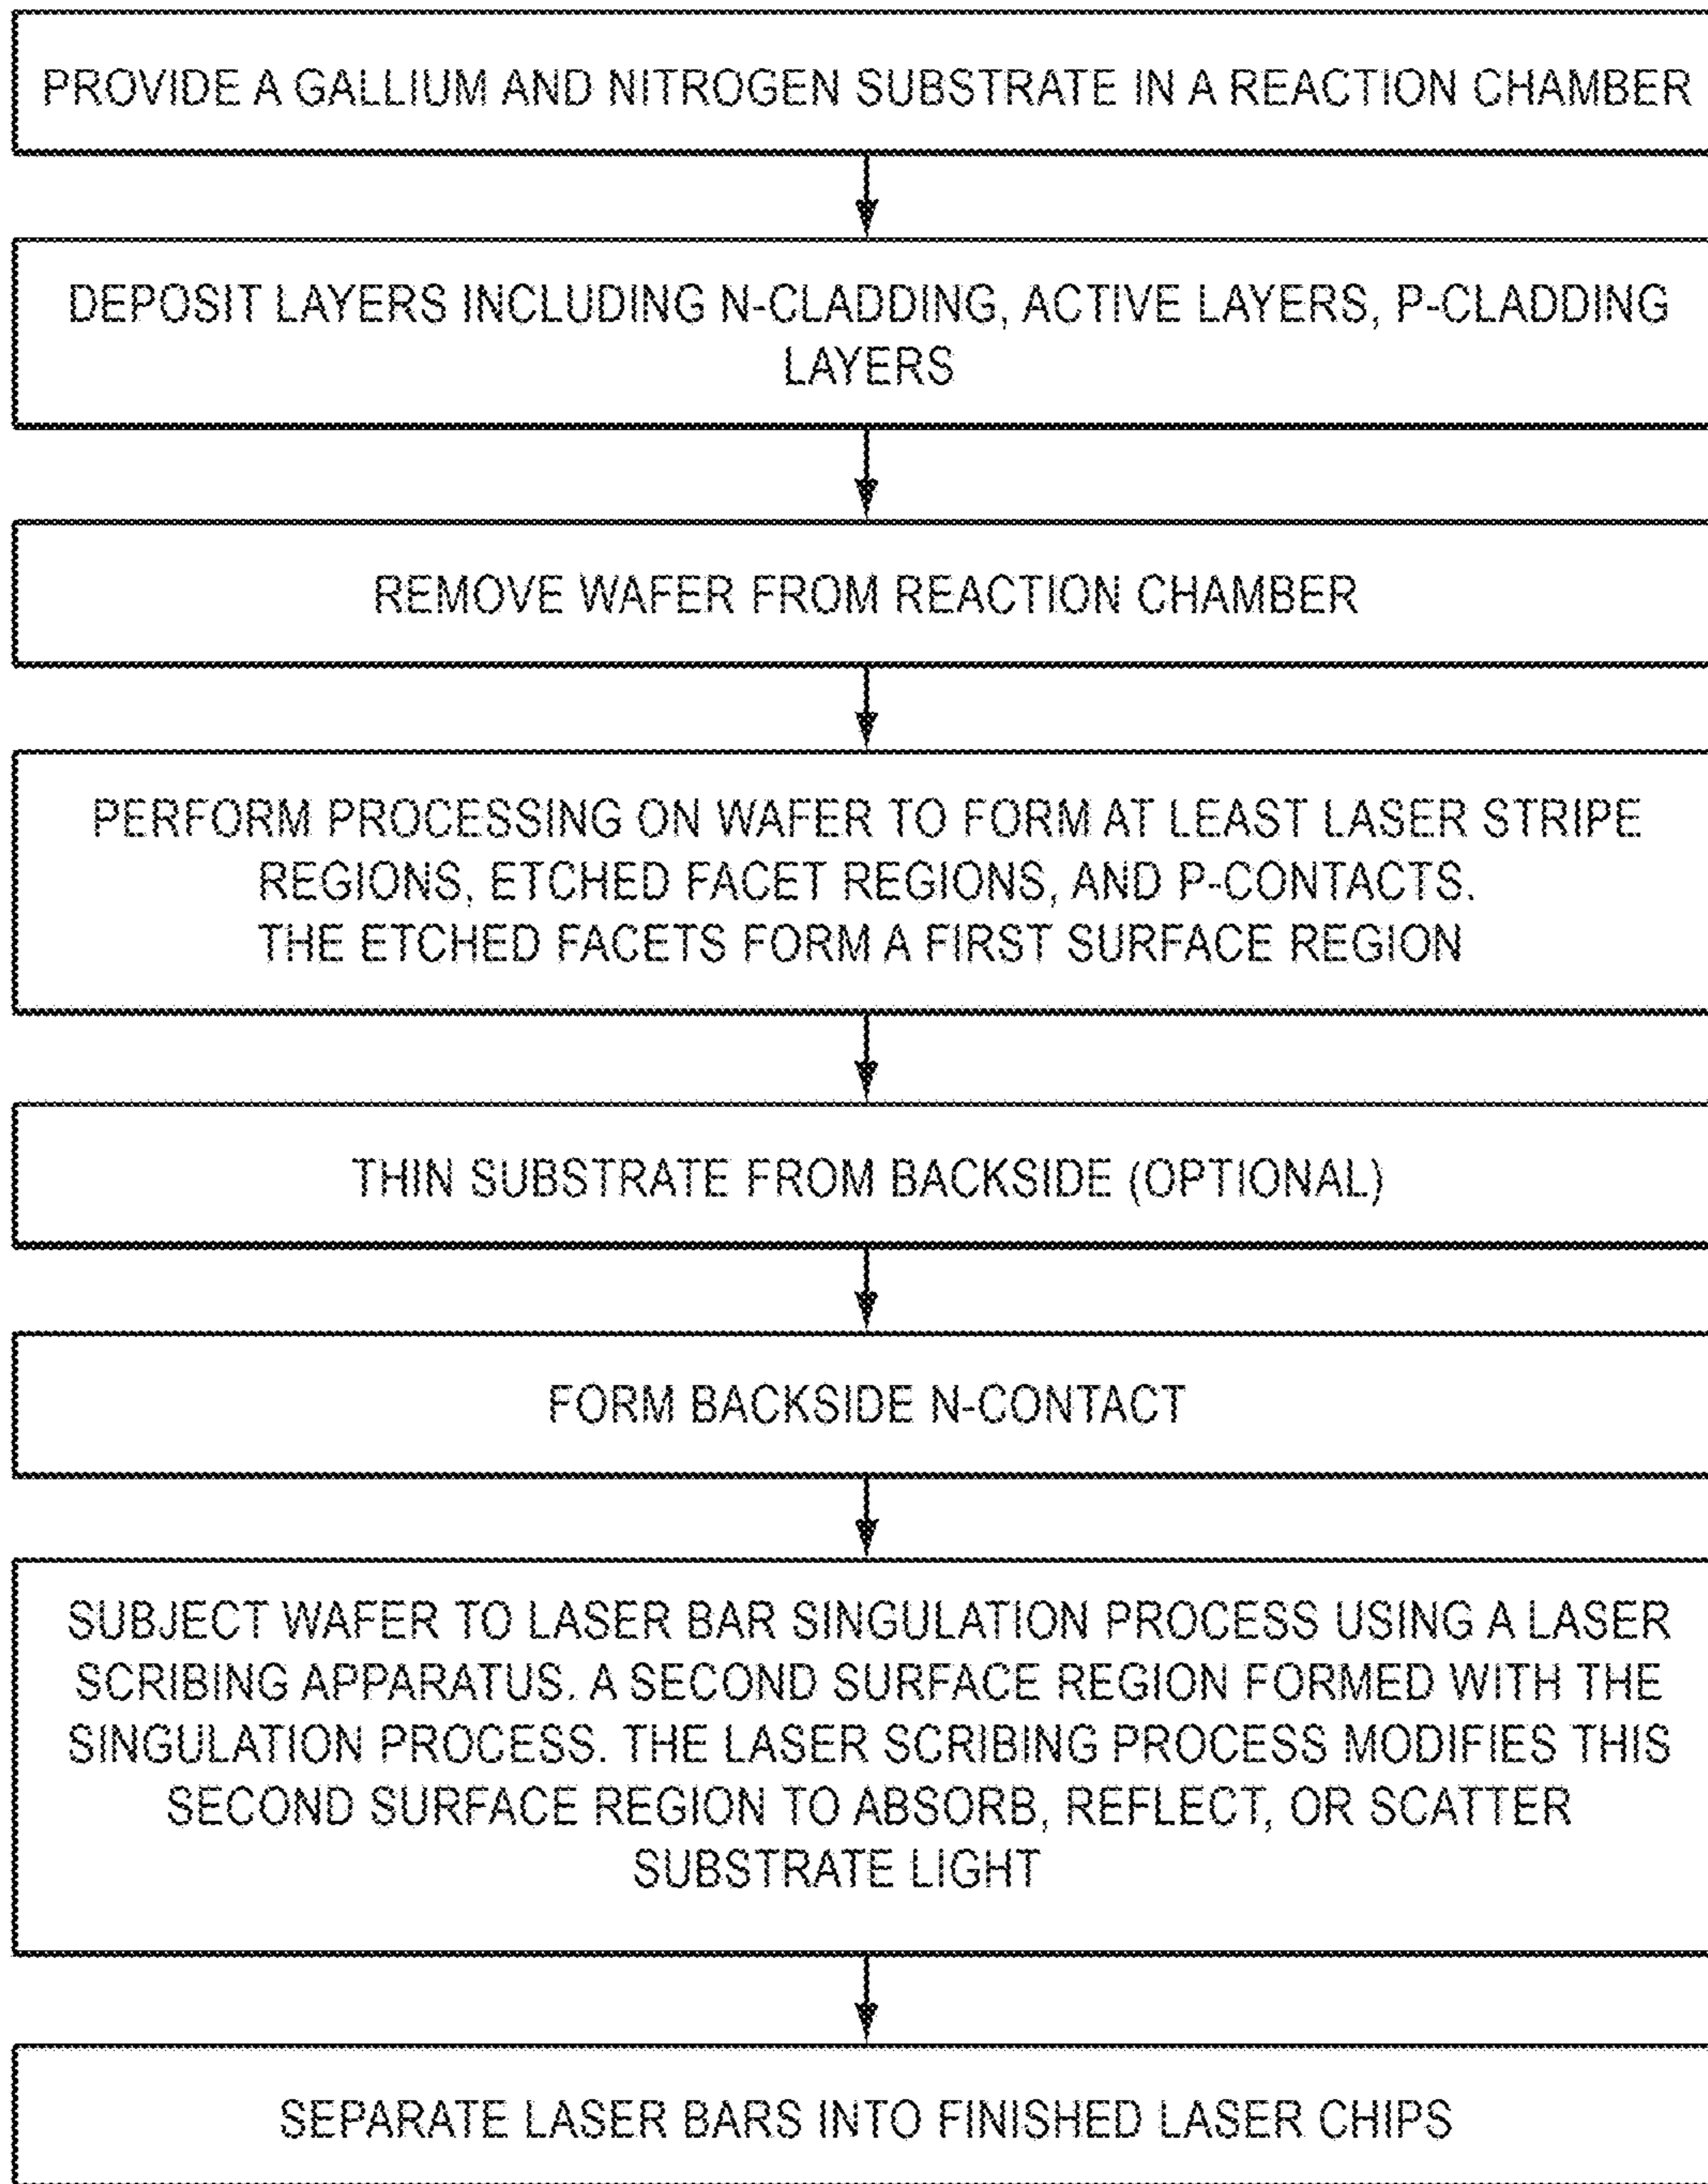 PROVIDE A GALLIUM AND NITROGEN SUBSTRATE IN A REACTION CHAMBER
DEPOSIT LAYERS INCLUDING N-CLADDING, ACTIVE LAYERS, P-CLADDING
LAYERS
REMOVE WAFER FROM REACTION CHAMBER
PERFORM PROCESSING ON WAFER TO FORM AT LEAST LASER STRIPE
REGIONS, ETCHED FACET REGIONS, AND P-CONTACTS.
THE ETCHED FACETS FORM A FIRST SURFACE REGION
THIN SUBSTRATE FROM BACKSIDE (OPTIONAL)
FORM BACKSIDE N-CONTACT
SUBJECT WAFER TO LASER BAR SINGULATION PROCESS USING A LASER
SCRIBING APPARATUS. A SECOND SURFACE REGION FORMED WITH THE
SINGULATION PROCESS. THE LASER SCRIBING PROCESS MODIFIES THIS
SECOND SURFACE REGION TO ABSORB, REFLECT, OR SCATTER
SUBSTRATE LIGHT
SEPARATE LASER BARS INTO FINISHED LASER CHIPS